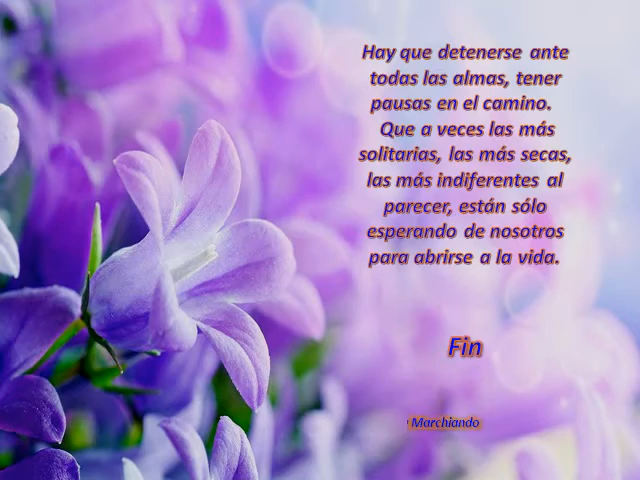 Hay que detenerse ante
todas las almas, tener
pausas en el camino.
Que a veces las más
solitarias, las más secas,
las más indiferentes al
parecer, están sólo
esperando de nosotros
para abrirse a la vida.
Fin
Marchiando